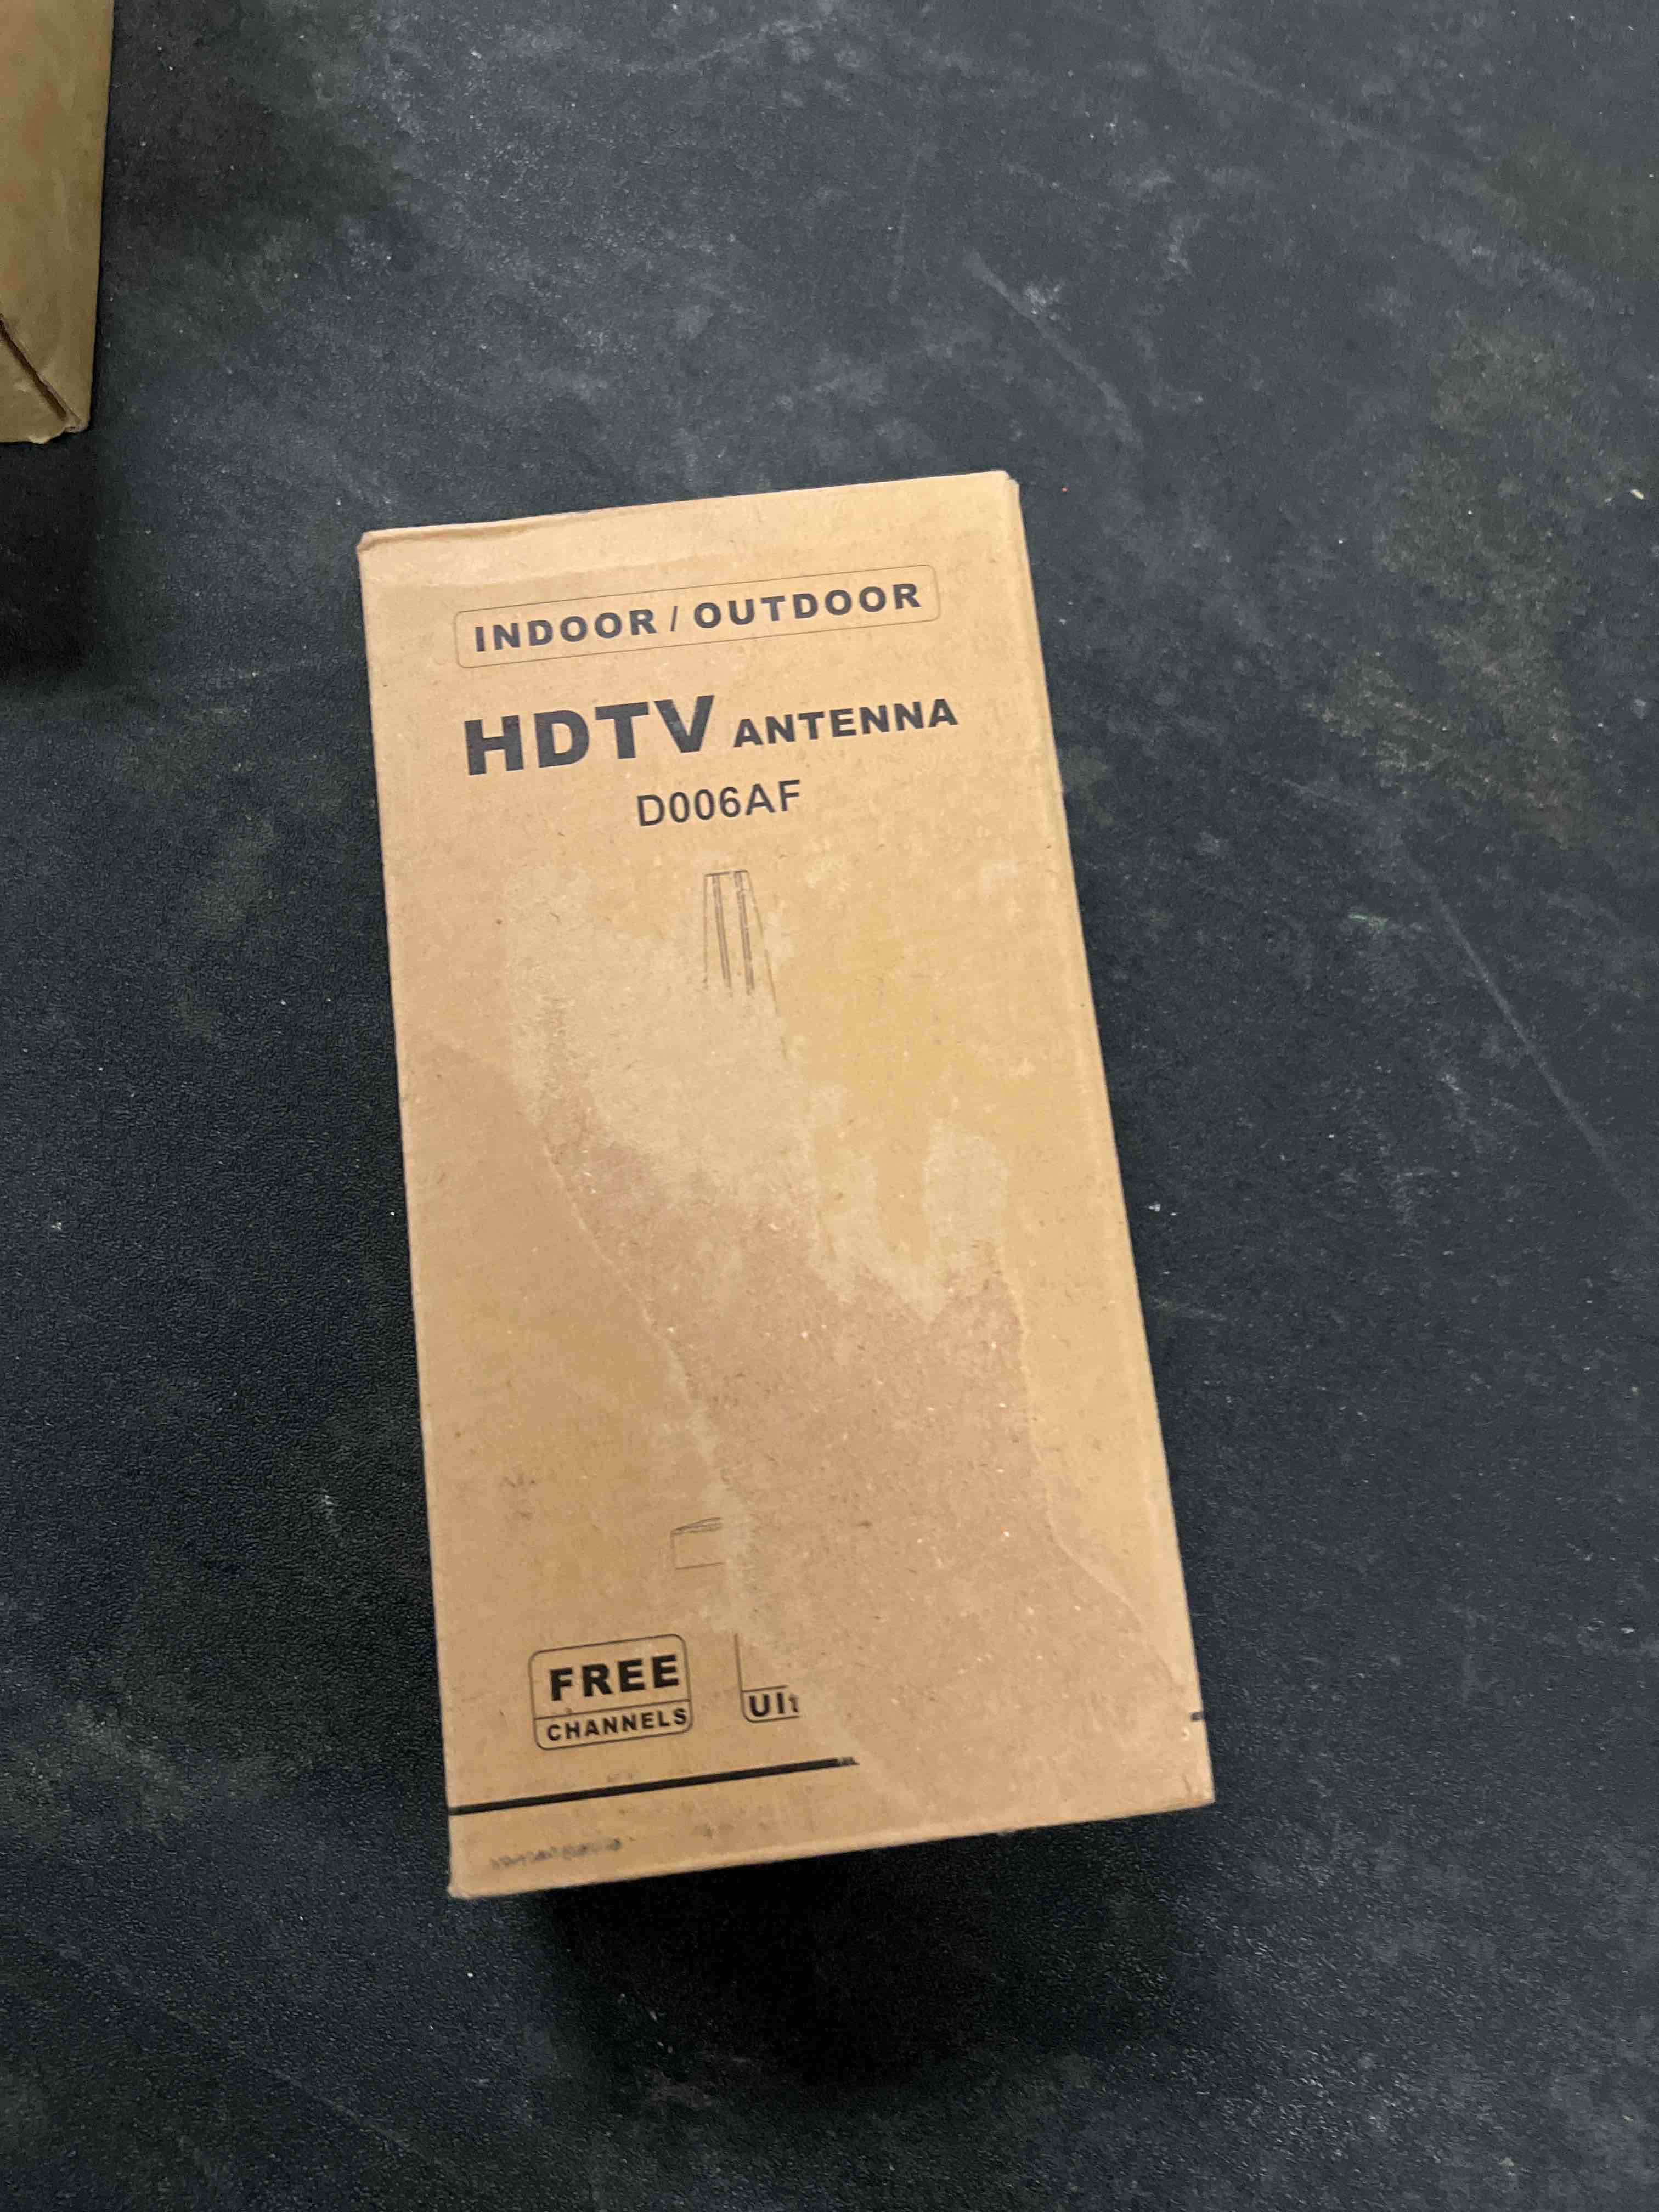 INDOOR / OUTDOOR
HDTV ANTENNA
D006AF
FREE
CHANNELS